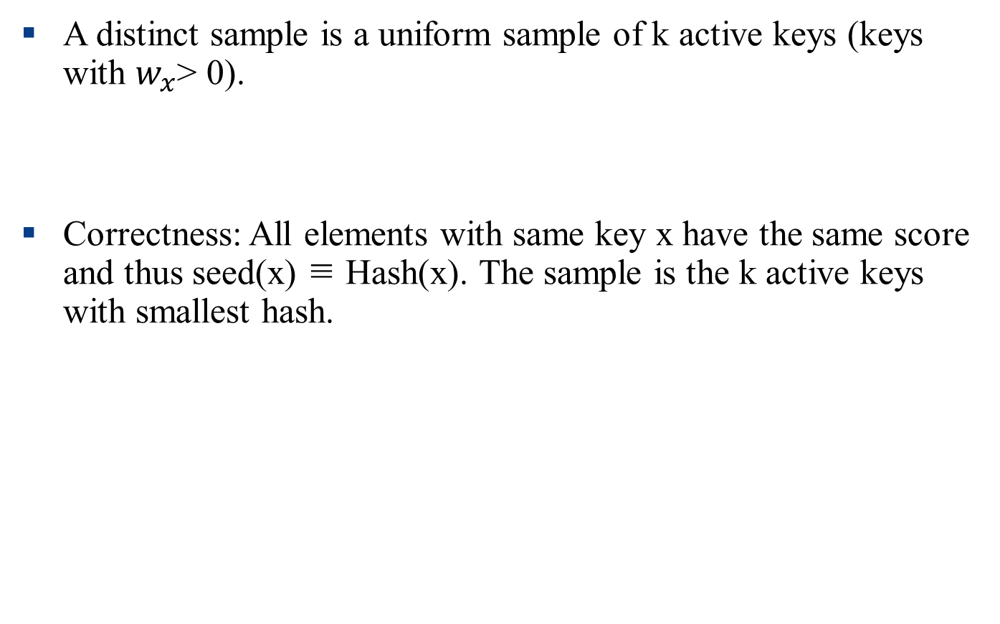 ▪ A distinct sample is a uniform sample of k active keys (keys
with 𝑤ₓ> 0).
▪ Correctness: All elements with same key x have the same score
and thus seed(x) ≡ Hash(x). The sample is the k active keys
with smallest hash.